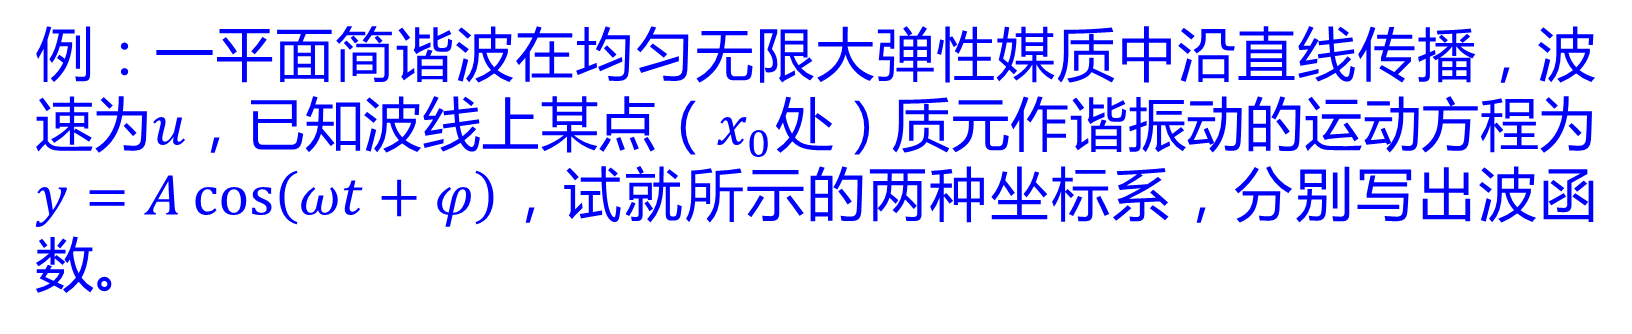 例：一平面简谐波在均匀无限大弹性媒质中沿直线传播，波
速为u，已知波线上某点（x₀处）质元作谐振动的运动方程为
y = A cos(ωt + φ)，试就所示的两种坐标系，分别写出波函
数。